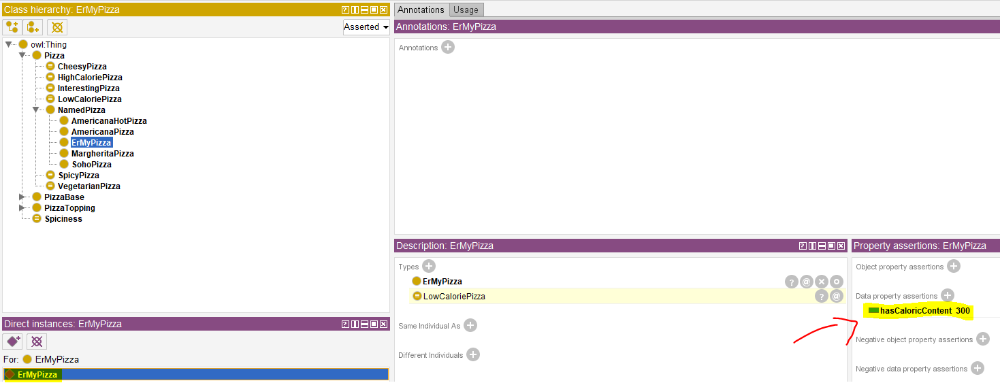 Class hierarchy: ErMyPizza
Asserted
owl:Thing
Pizza
CheesyPizza
HighCaloriePizza
InterestingPizza
LowCaloriePizza
NamedPizza
AmericanaHotPizza
AmericanaPizza
ErMyPizza
MargheritaPizza
SohoPizza
SpicyPizza
VegetarianPizza
PizzaBase
PizzaTopping
Spiciness
Direct instances: ErMyPizza
For: ErMyPizza
ErMyPizza
Annotations Usage
Annotations: ErMyPizza
Annotations
Description: ErMyPizza
Types
ErMyPizza
LowCaloriePizza
Same Individual As
Different Individuals
Property assertions: ErMyPizza
Object property assertions
Data property assertions
hasCaloricContent 300
Negative object property assertions
Negative data property assertions